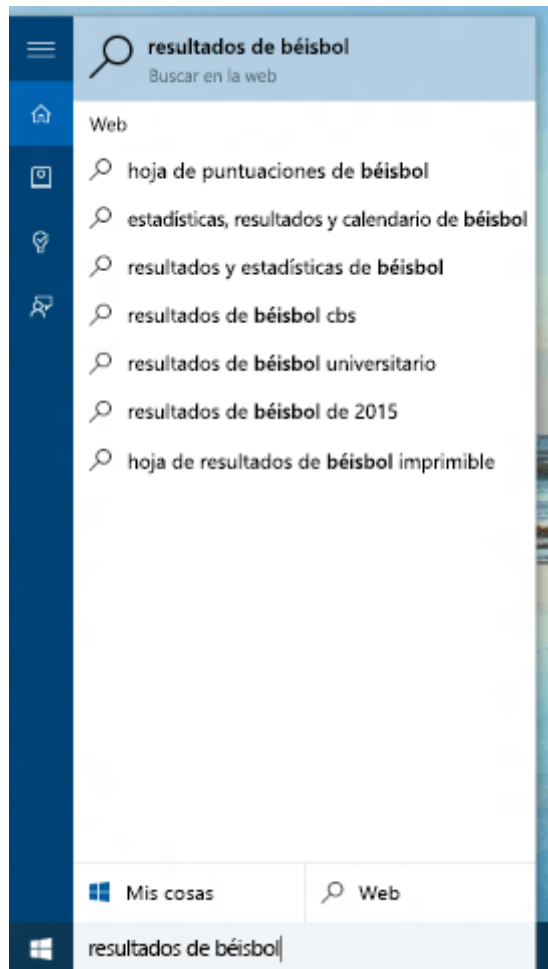 resultados de béisbol
Buscar en la web
Web
hoja de puntuaciones de béisbol
estadísticas, resultados y calendario de béisbol
resultados y estadísticas de béisbol
resultados de béisbol cbs
resultados de béisbol universitario
resultados de béisbol de 2015
hoja de resultados de béisbol imprimible
Mis cosas
Web
resultados de béisbol